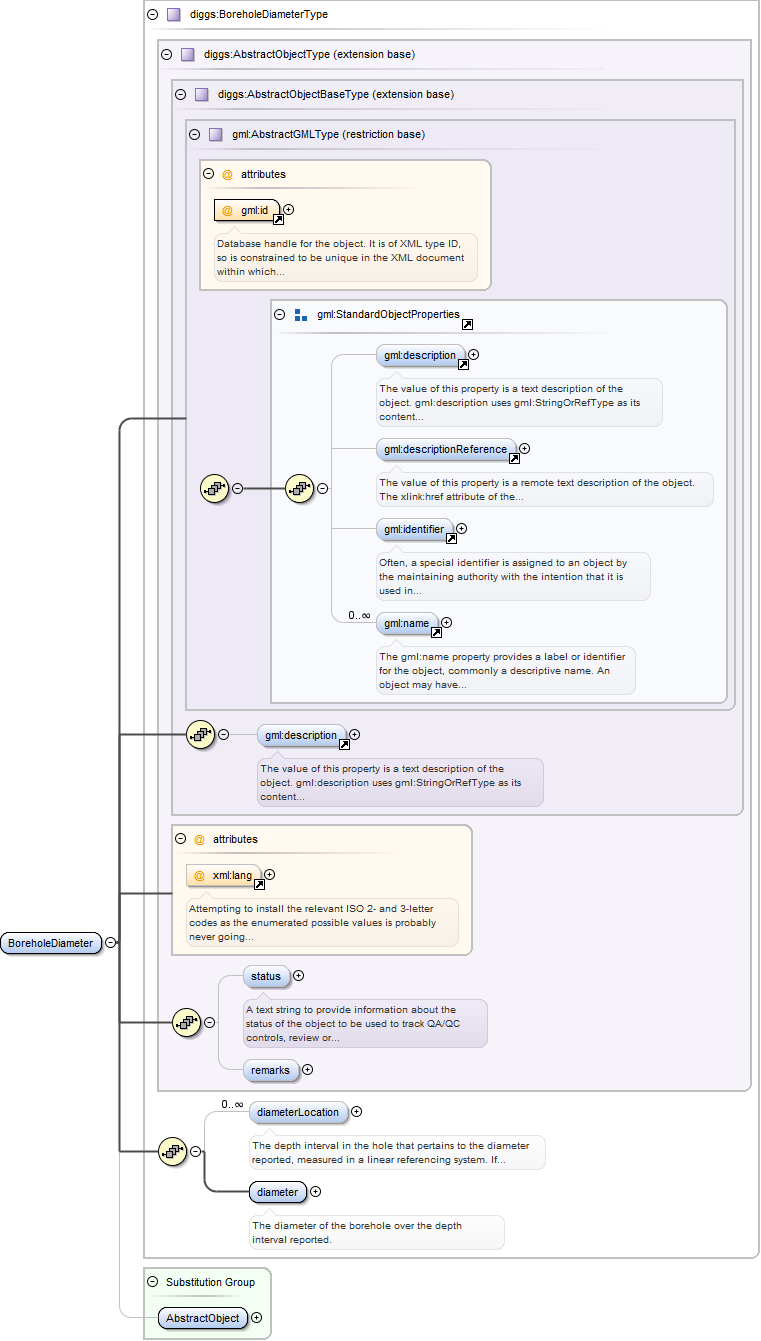 diggs:BoreholeDiameterType
diggs:AbstractObjectType (extension base)
diggs:AbstractObjectBaseType (extension base)
gml:AbstractGMLType (restriction base)
@ attributes
@ gml:id
Database handle for the object. It is of XML type ID,
so is constrained to be unique in the XML document
within which...
gml:StandardObjectProperties
gml:description
The value of this property is a text description of the
object. gml:description uses gml:StringOrRefType as its
content...
gml:descriptionReference
The value of this property is a remote text description of the object.
The xlink:href attribute of the...
gml:identifier
Often, a special identifier is assigned to an object by
the maintaining authority with the intention that it is
used in...
0..∞
gml:name
The gml:name property provides a label or identifier
for the object, commonly a descriptive name. An
object may have...
gml:description
The value of this property is a text description of the
object. gml:description uses gml:StringOrRefType as its
content...
@ attributes
@ xml:lang
Attempting to install the relevant ISO 2- and 3-letter
codes as the enumerated possible values is probably
never going...
BoreholeDiameter
status
A text string to provide information about the
status of the object to be used to track QA/QC
controls, review or...
remarks
0..∞
diameterLocation
The depth interval in the hole that pertains to the diameter
reported, measured in a linear referencing system. If...
diameter
The diameter of the borehole over the depth
interval reported.
Substitution Group
AbstractObject